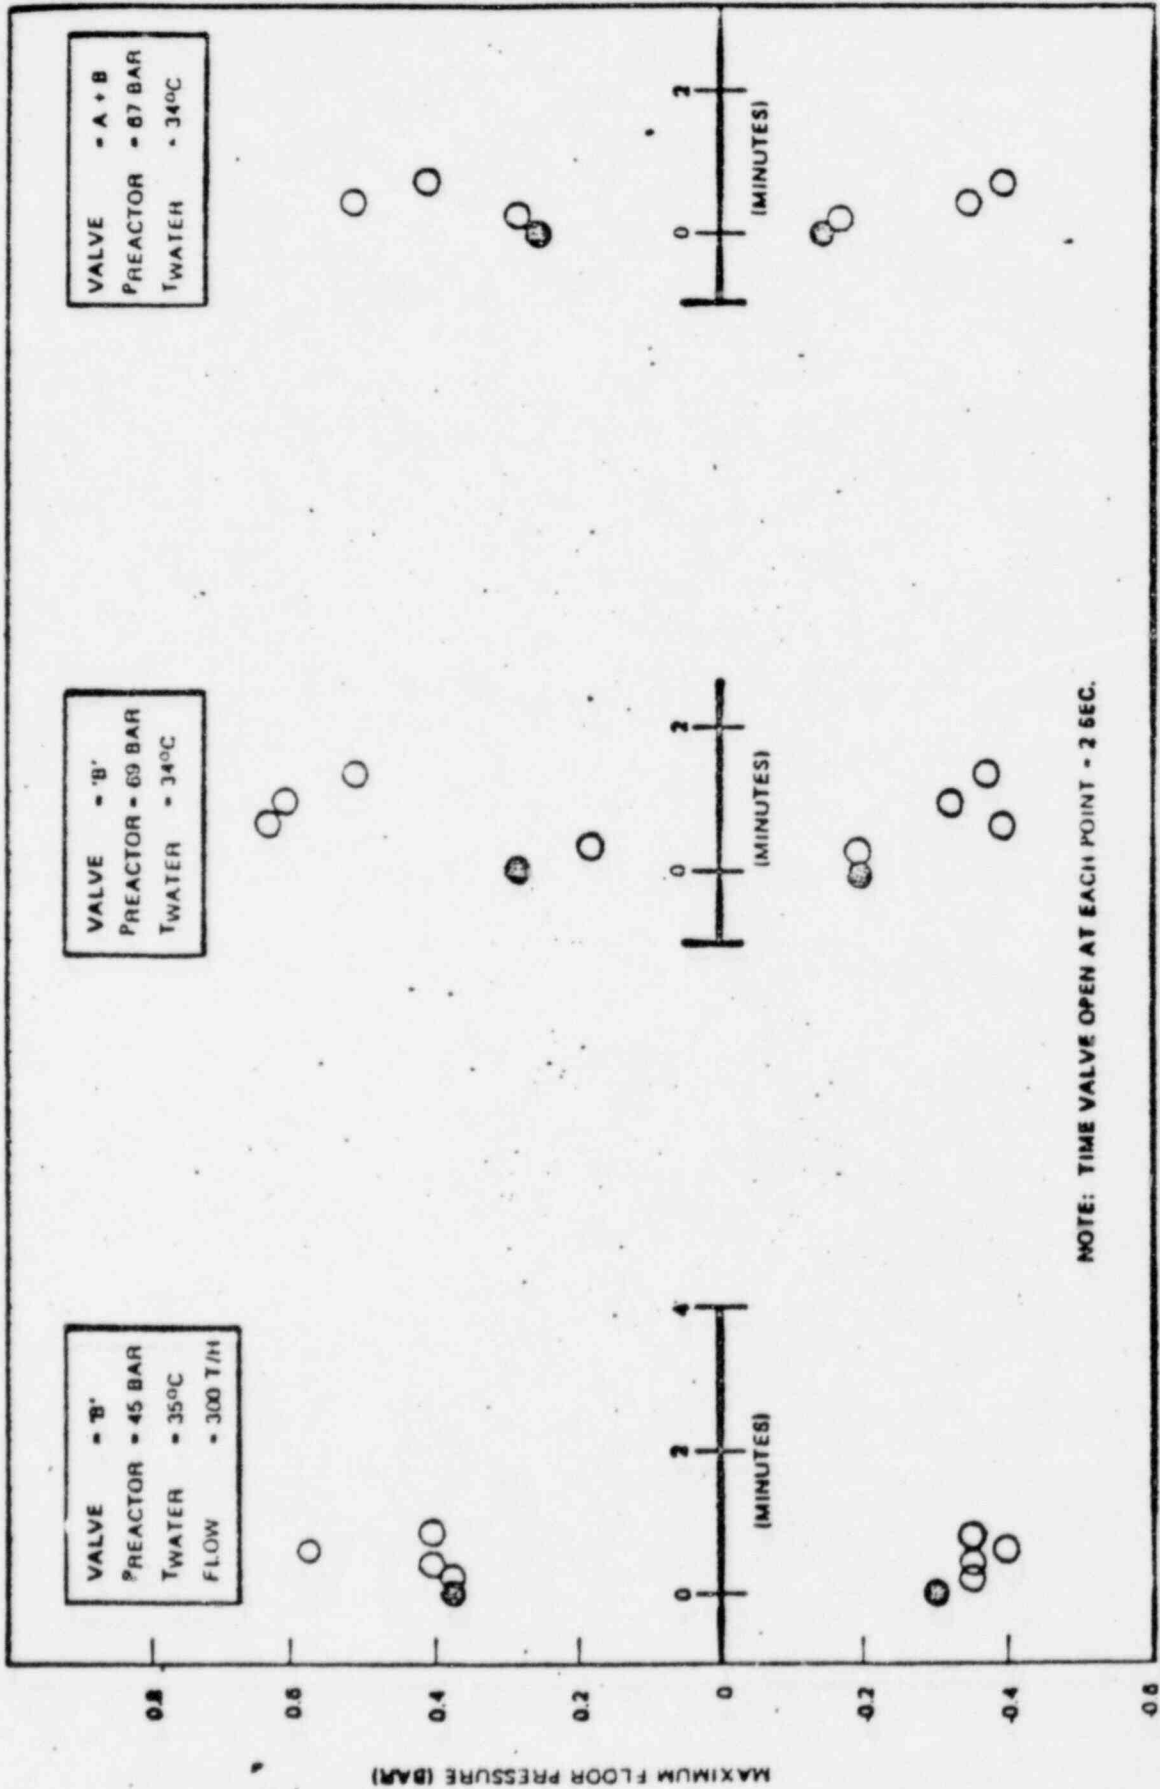 VALVE = 'B'
PREACTOR = 45 BAR
TWATER = 35°C
FLOW = 300 T/H
VALVE = 'B'
PREACTOR = 69 BAR
TWATER = 34°C
VALVE = A + B
PREACTOR = 67 BAR
TWATER = 34°C
MAXIMUM FLOOR PRESSURE (BAR)
0.8
0.6
0.4
0.2
0
-0.2
-0.4
-0.6
0 2 4
(MINUTES)
0 2
(MINUTES)
0 2
(MINUTES)
NOTE: TIME VALVE OPEN AT EACH POINT - 2 SEC.